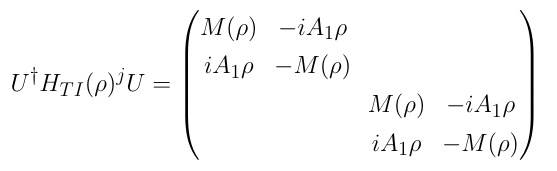 U^{\dagger} H_{TI}(\rho)^{j} U = \begin{pmatrix} M(\rho) & -iA_1\rho & & \\ iA_1\rho & -M(\rho) & & \\ & & M(\rho) & -iA_1\rho \\ & & iA_1\rho & -M(\rho) \end{pmatrix}